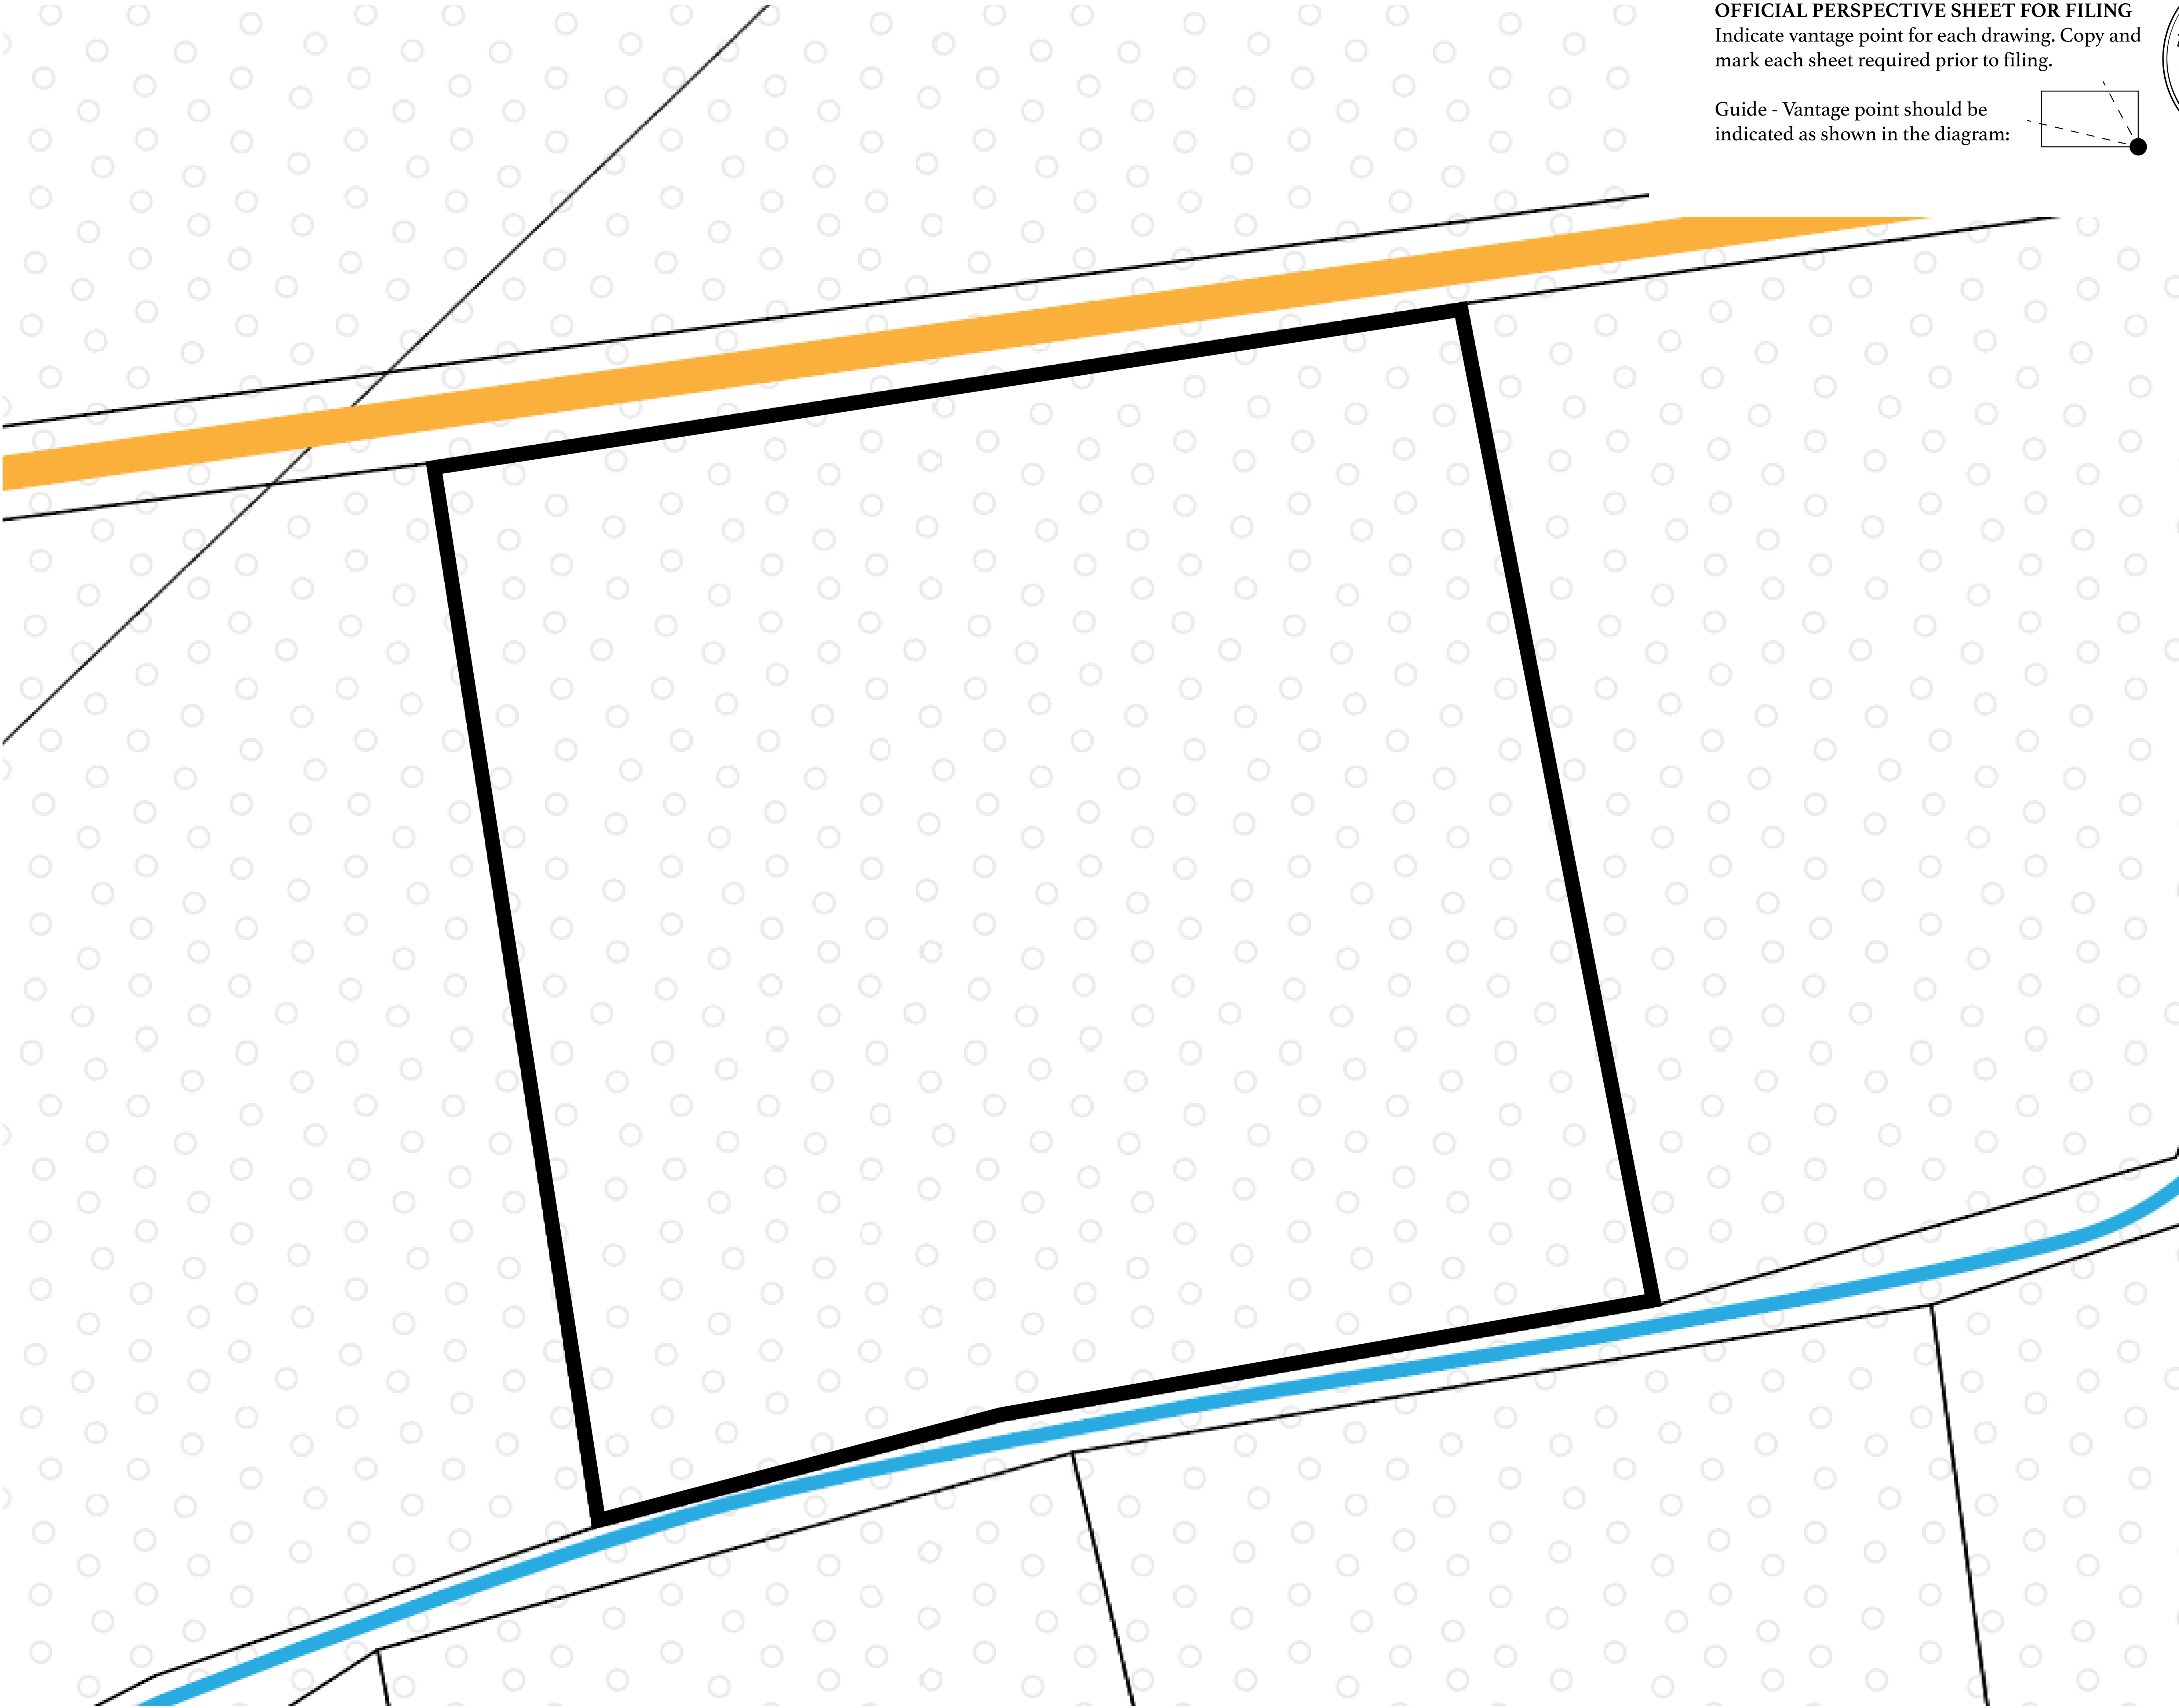 OFFICIAL PERSPECTIVE SHEET FOR FILING
Indicate vantage point for each drawing. Copy and
mark each sheet required prior to filing.
Guide - Vantage point should be
indicated as shown in the diagram: